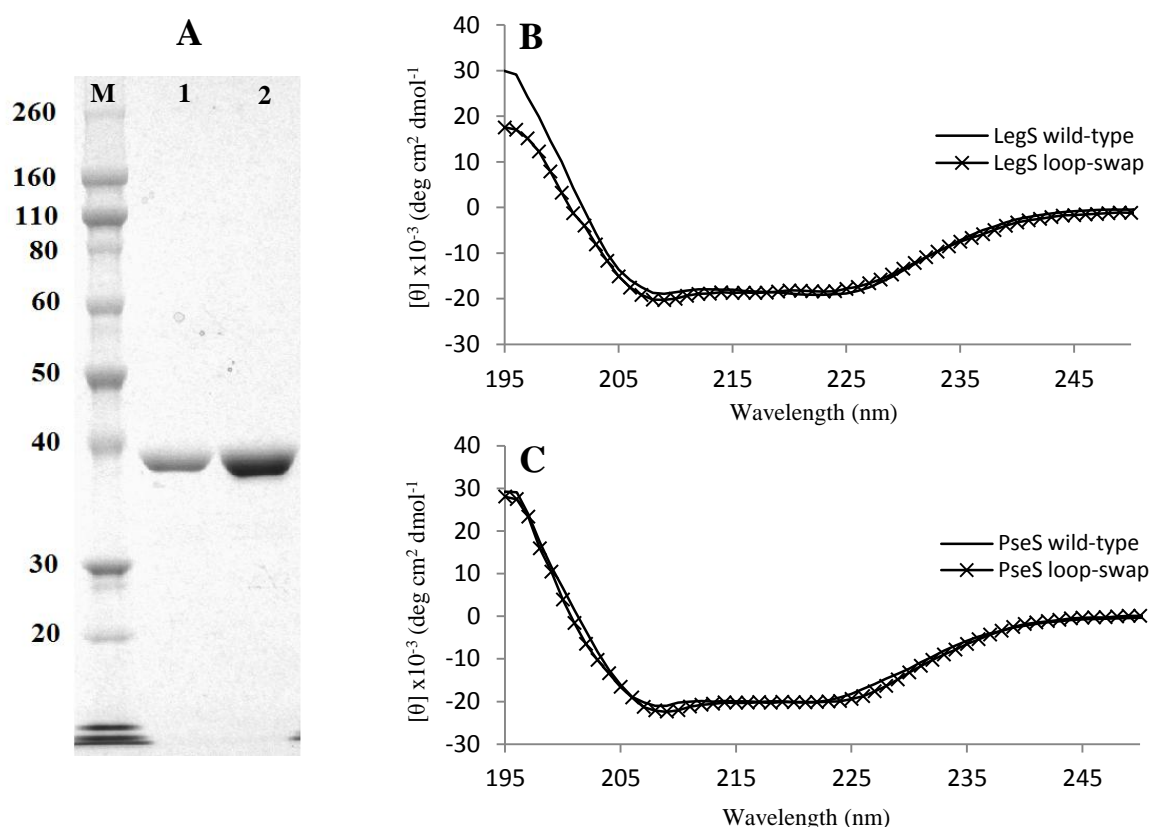 A
M 1 2
260
160
110
80
60
50
40
30
20
B
[θ] x10⁻³ (deg cm² dmol⁻¹
40
30
20
10
0
-10
-20
-30
195 205 215 225 235 245
Wavelength (nm)
LegS wild-type
LegS loop-swap
C
[θ] x10⁻³ (deg cm² dmol⁻¹
40
30
20
10
0
-10
-20
-30
195 205 215 225 235 245
Wavelength (nm)
PseS wild-type
PseS loop-swap